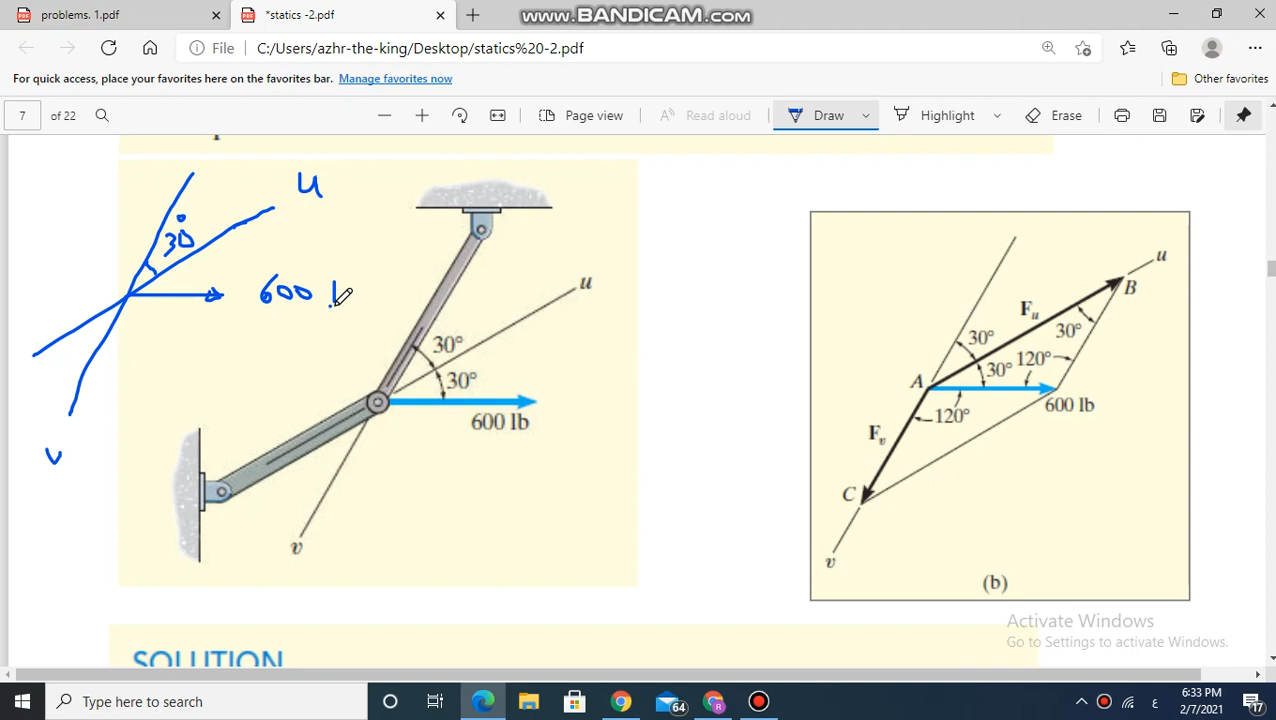 problems. 1.pdf
*statics -2.pdf
www.BANDICAM.com
File
C:/Users/azhr-the-king/Desktop/statics%20-2.pdf
For quick access, place your favorites here on the favorites bar. Manage favorites now
Other favorites
7
of 22
Page view
Read aloud
Draw
Highlight
Erase
u
30°
600 l
v
u
30°
30°
600 lb
v
u
B
Fu
30°
30°
30° 120°
A
120°
600 lb
Fv
C
v
(b)
SOLUTION
Activate Windows
Go to Settings to activate Windows.
Type here to search
64
R
ع
6:33 PM
2/7/2021
17